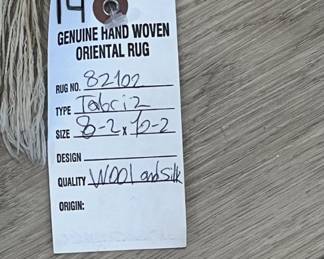 14
GENUINE HAND WOVEN
ORIENTAL RUG
RUG NO. 82102
TYPE Tabriz
SIZE 8-2 x 10-2
DESIGN
QUALITY Wool and Silk
ORIGIN: